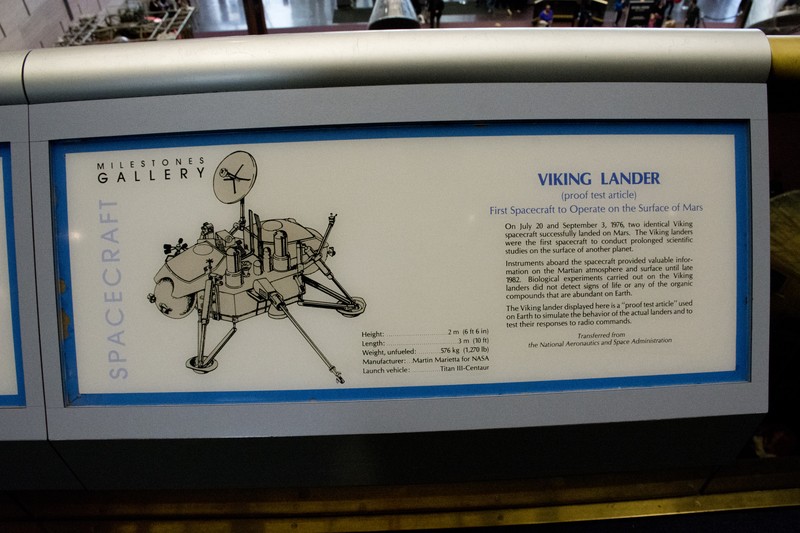 MILESTONES
GALLERY
SPACECRAFT
Height: 2 m (6 ft 6 in)
Length: 3 m (10 ft)
Weight, unfueled: 576 kg (1,270 lb)
Manufacturer: Martin Marietta for NASA
Launch vehicle: Titan III-Centaur
VIKING LANDER
(proof test article)
First Spacecraft to Operate on the Surface of Mars
On July 20 and September 3, 1976, two identical Viking
spacecraft successfully landed on Mars. The Viking landers
were the first spacecraft to conduct prolonged scientific
studies on the surface of another planet.
Instruments aboard the spacecraft provided valuable infor-
mation on the Martian atmosphere and surface until late
1982. Biological experiments carried out on the Viking
landers did not detect signs of life or any of the organic
compounds that are abundant on Earth.
The Viking lander displayed here is a "proof test article" used
on Earth to simulate the behavior of the actual landers and to
test their responses to radio commands.
Transferred from
the National Aeronautics and Space Administration